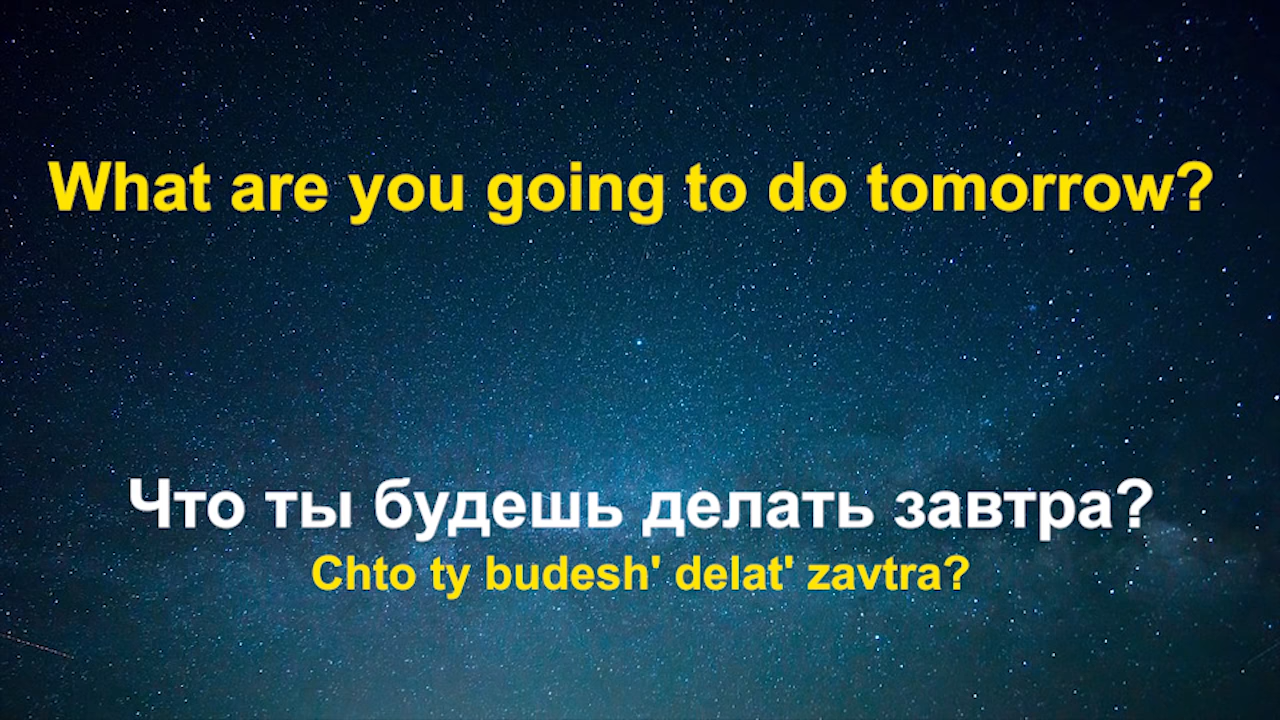 What are you going to do tomorrow?
Что ты будешь делать завтра?
Chto ty budesh' delat' zavtra?